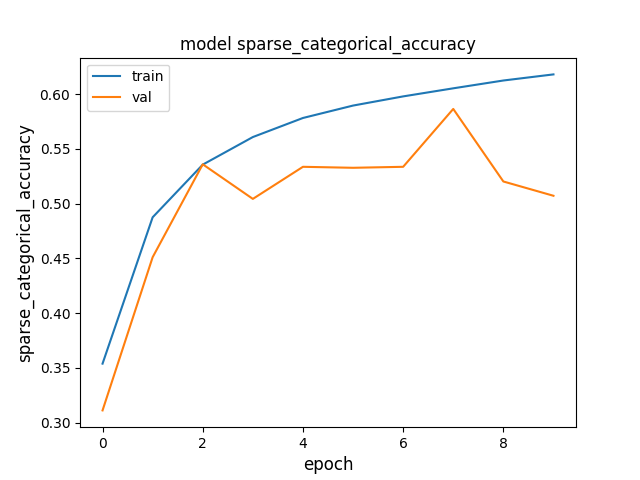 model sparse_categorical_accuracy
train
val
sparse_categorical_accuracy
0.60
0.55
0.50
0.45
0.40
0.35
0.30
0 2 4 6 8
epoch